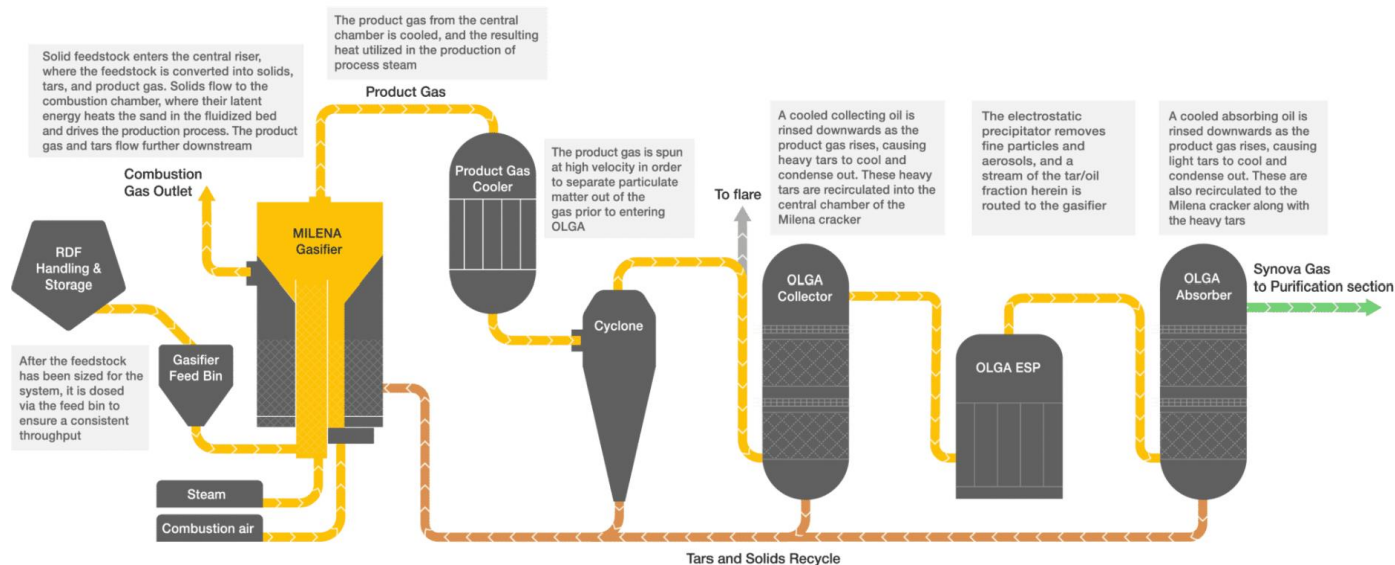 Solid feedstock enters the central riser,
where the feedstock is converted into solids,
tars, and product gas. Solids flow to the
combustion chamber, where their latent
energy heats the sand in the fluidized bed
and drives the production process. The product
gas and tars flow further downstream
The product gas from the central
chamber is cooled, and the resulting
heat utilized in the production of
process steam
Product Gas
Combustion
Gas Outlet
RDF
Handling &
Storage
After the feedstock
has been sized for the
system, it is dosed
via the feed bin to
ensure a consistent
throughput
Gasifier
Feed Bin
Steam
Combustion air
MILENA
Gasifier
Product Gas
Cooler
The product gas is spun
at high velocity in order
to separate particulate
matter out of the
gas prior to entering
OLGA
Cyclone
To flare
A cooled collecting oil is
rinsed downwards as the
product gas rises, causing
heavy tars to cool and
condense out. These heavy
tars are recirculated into the
central chamber of the
Milena cracker
OLGA
Collector
The electrostatic
precipitator removes
fine particles and
aerosols, and a
stream of the tar/oil
fraction herein is
routed to the gasifier
OLGA ESP
A cooled absorbing oil is
rinsed downwards as the
product gas rises, causing
light tars to cool and
condense out. These are
also recirculated to the
Milena cracker along with
the heavy tars
OLGA
Absorber
Synova Gas
to Purification section
Tars and Solids Recycle